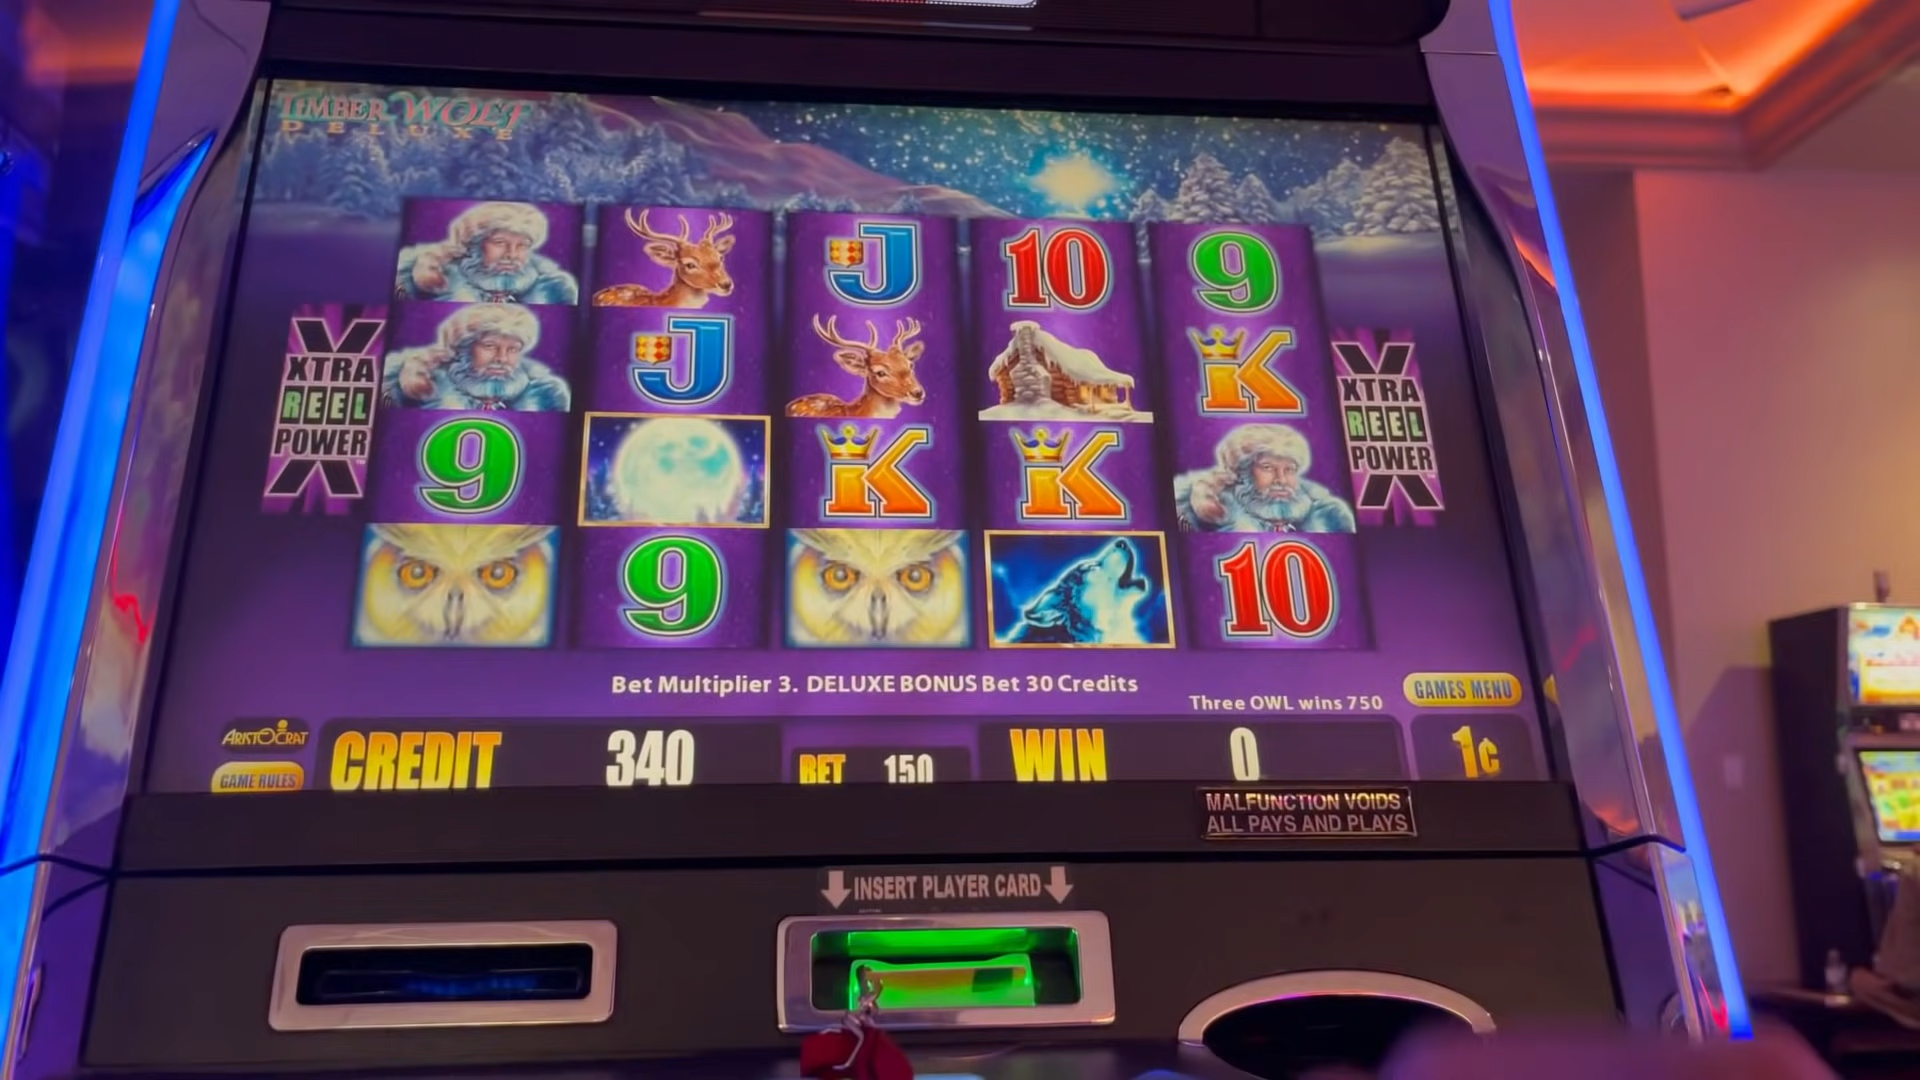 TIMBER WOLF
DELUXE
J
10
9
XTRA
REEL
POWER
J
K
XTRA
REEL
POWER
9
K
K
9
10
Bet Multiplier 3. DELUXE BONUS Bet 30 Credits
Three OWL wins 750
GAMES MENU
ARISTOCRAT
GAME RULES
CREDIT 340
BET 150
WIN 0
1¢
MALFUNCTION VOIDS
ALL PAYS AND PLAYS
INSERT PLAYER CARD